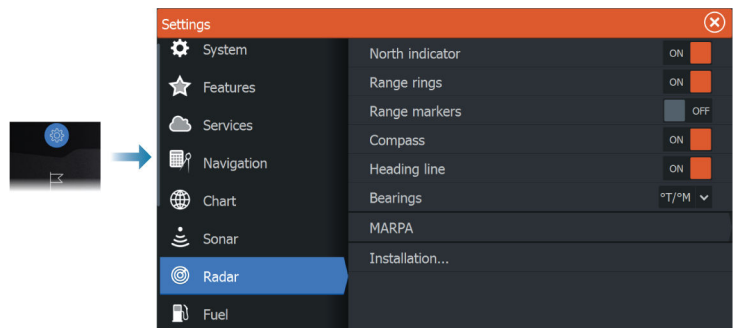 Settings
System
Features
Services
Navigation
Chart
Sonar
Radar
Fuel
North indicator ON
Range rings ON
Range markers OFF
Compass ON
Heading line ON
Bearings °T/°M
MARPA
Installation...